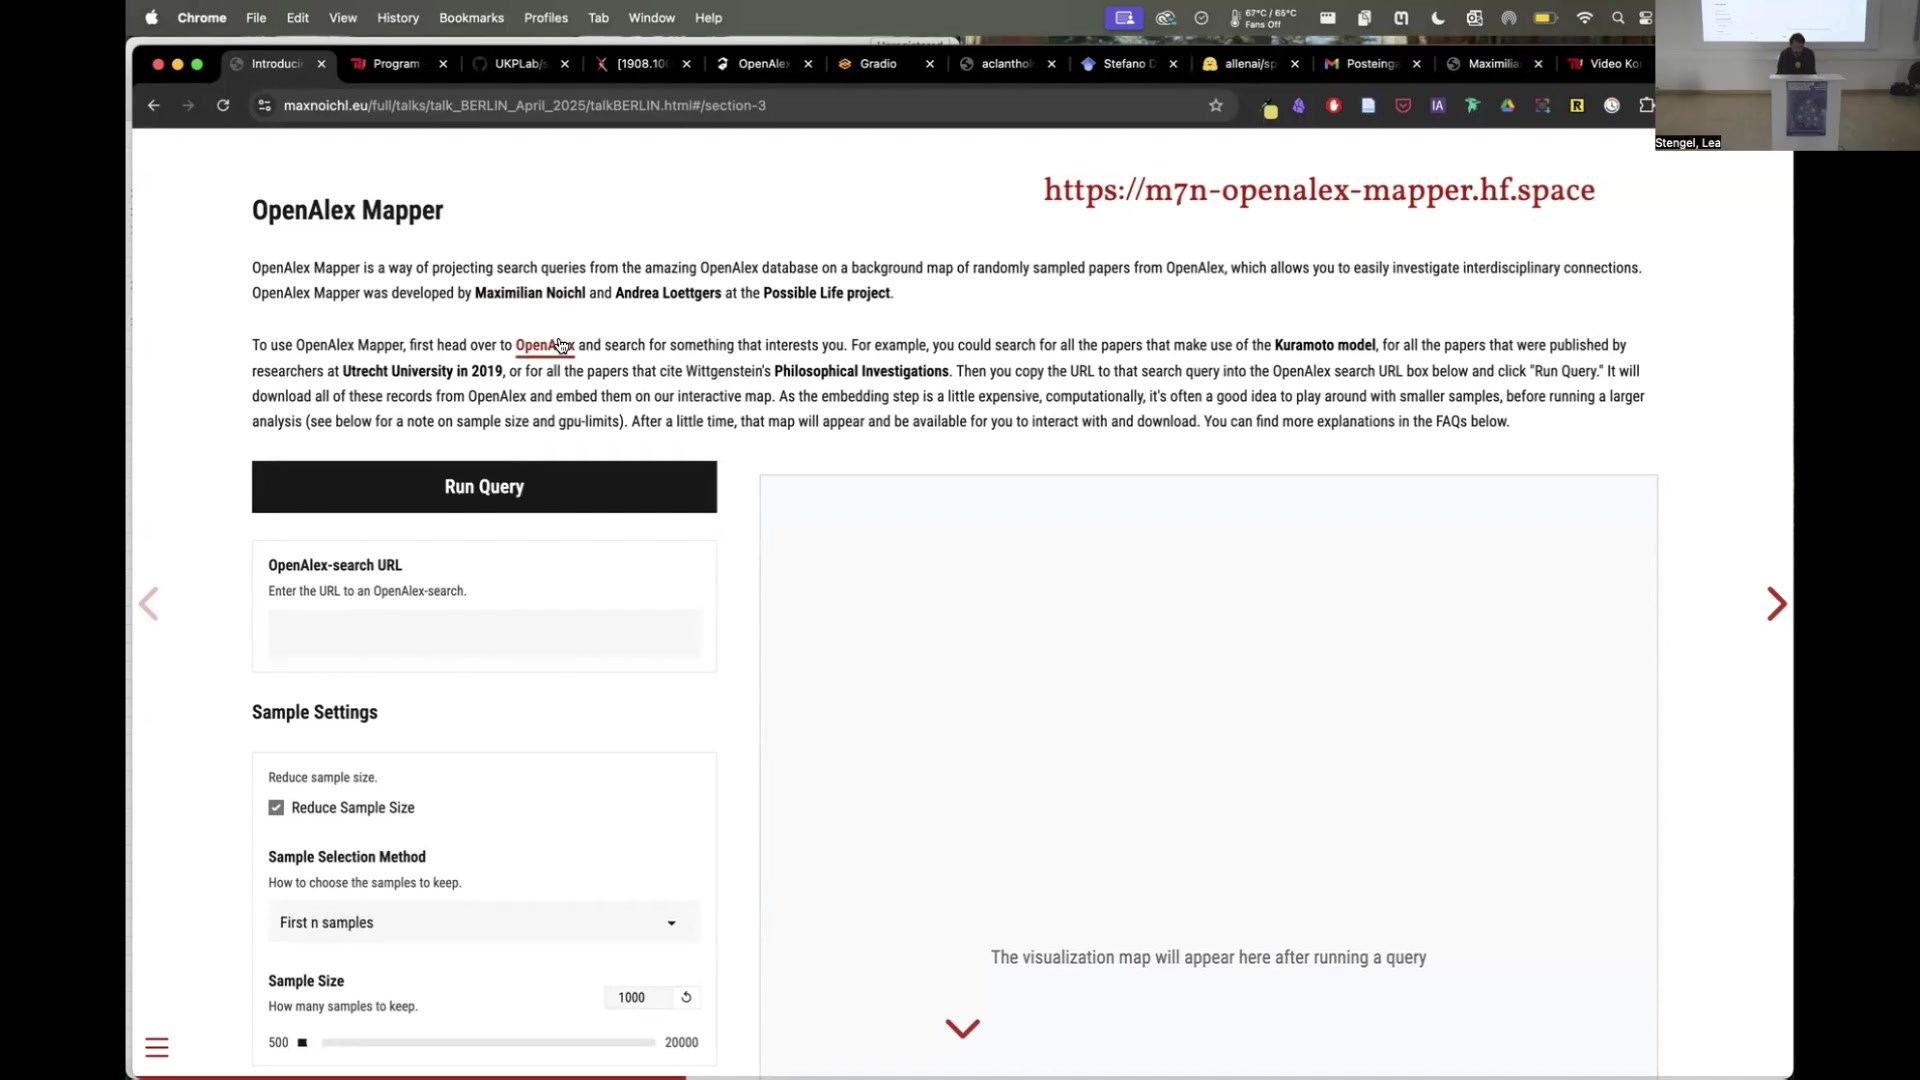 Chrome File Edit View History Bookmarks Profiles Tab Window Help
67°C / 65°C
Fans Off
Introducin Program UKPLab/s [1908.10 OpenAlex Gradio aclantholo Stefano D allenai/sp Posteinga Maximilia Video Ko
maxnoichl.eu/full/talks/talk_BERLIN_April_2025/talkBERLIN.html#/section-3
Stengel, Lea
https://m7n-openalex-mapper.hf.space
OpenAlex Mapper
OpenAlex Mapper is a way of projecting search queries from the amazing OpenAlex database on a background map of randomly sampled papers from OpenAlex, which allows you to easily investigate interdisciplinary connections.
OpenAlex Mapper was developed by Maximilian Noichl and Andrea Loettgers at the Possible Life project.
To use OpenAlex Mapper, first head over to OpenAlex and search for something that interests you. For example, you could search for all the papers that make use of the Kuramoto model, for all the papers that were published by
researchers at Utrecht University in 2019, or for all the papers that cite Wittgenstein's Philosophical Investigations. Then you copy the URL to that search query into the OpenAlex search URL box below and click "Run Query." It will
download all of these records from OpenAlex and embed them on our interactive map. As the embedding step is a little expensive, computationally, it's often a good idea to play around with smaller samples, before running a larger
analysis (see below for a note on sample size and gpu-limits). After a little time, that map will appear and be available for you to interact with and download. You can find more explanations in the FAQs below.
Run Query
OpenAlex-search URL
Enter the URL to an OpenAlex-search.
Sample Settings
Reduce sample size.
Reduce Sample Size
Sample Selection Method
How to choose the samples to keep.
First n samples
Sample Size
How many samples to keep.
1000
500 20000
The visualization map will appear here after running a query